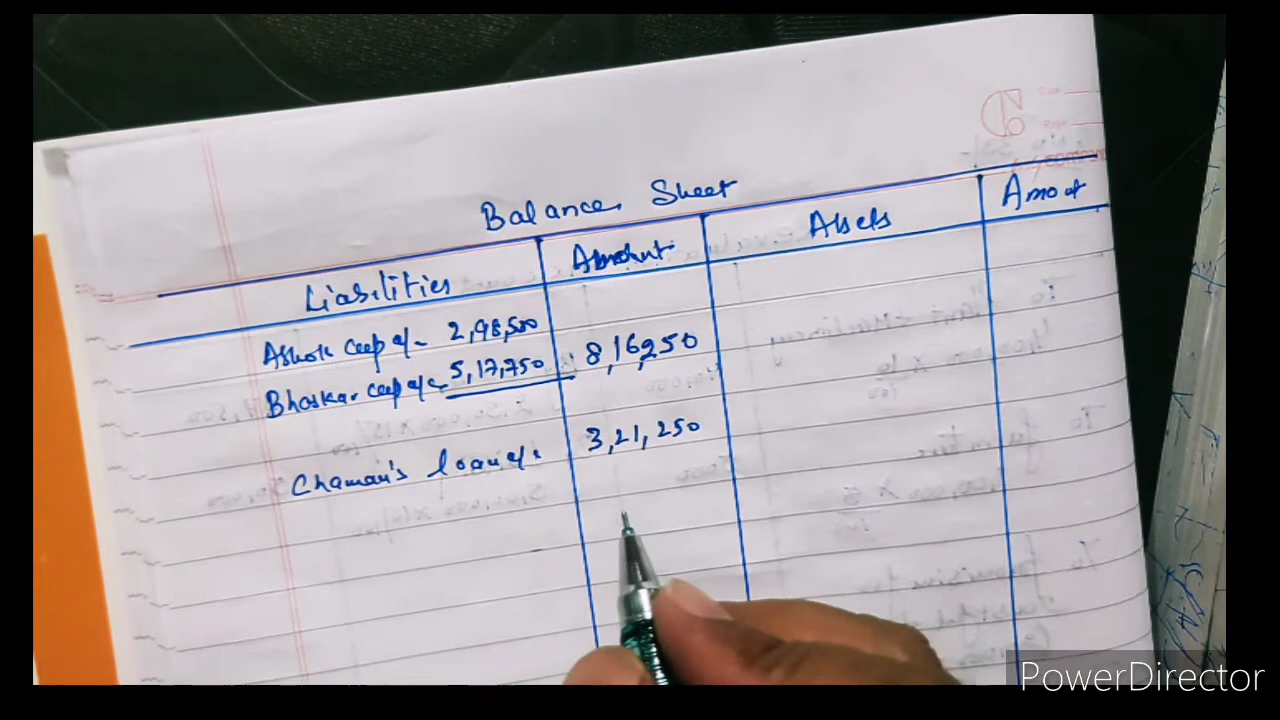 Balance Sheet
Liabilities Amount Assets Amount
Ashok Cap a/c 2,98,500
Bhaskar cap a/c 5,17,750 8,16,250
Chaman's loan a/c 3,21,250
PowerDirector